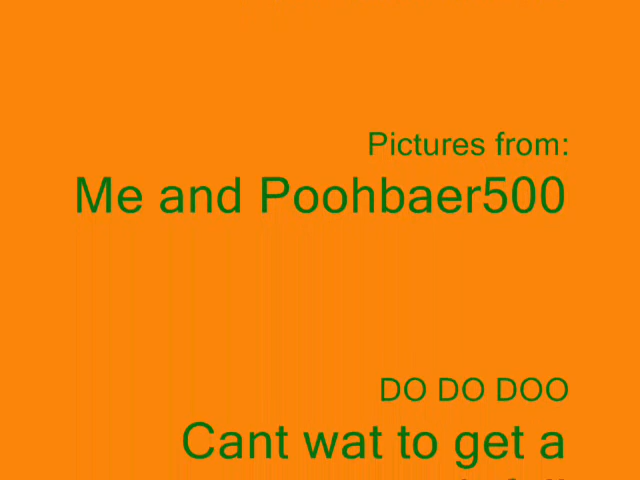 Pictures from:
Me and Poohbaer500
DO DO DOO
Cant wat to get a